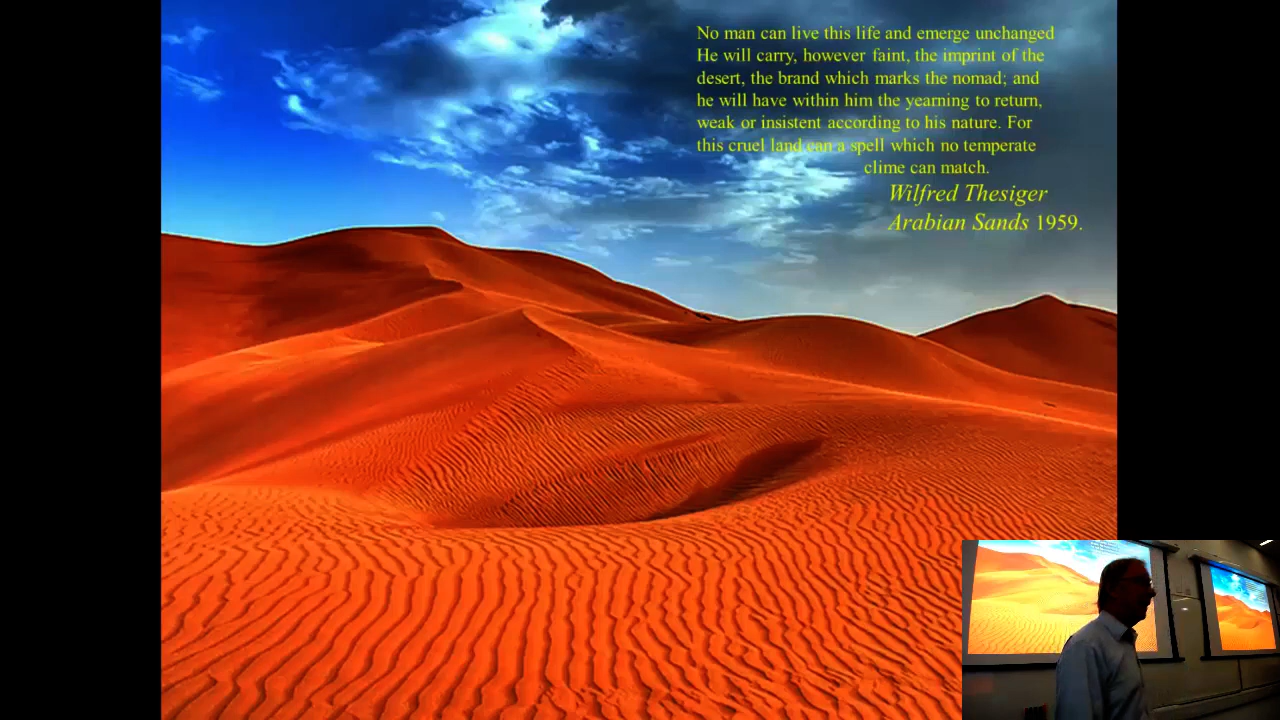 No man can live this life and emerge unchanged
He will carry, however faint, the imprint of the
desert, the brand which marks the nomad; and
he will have within him the yearning to return,
weak or insistent according to his nature. For
this cruel land can a spell which no temperate
clime can match.
Wilfred Thesiger
Arabian Sands 1959.